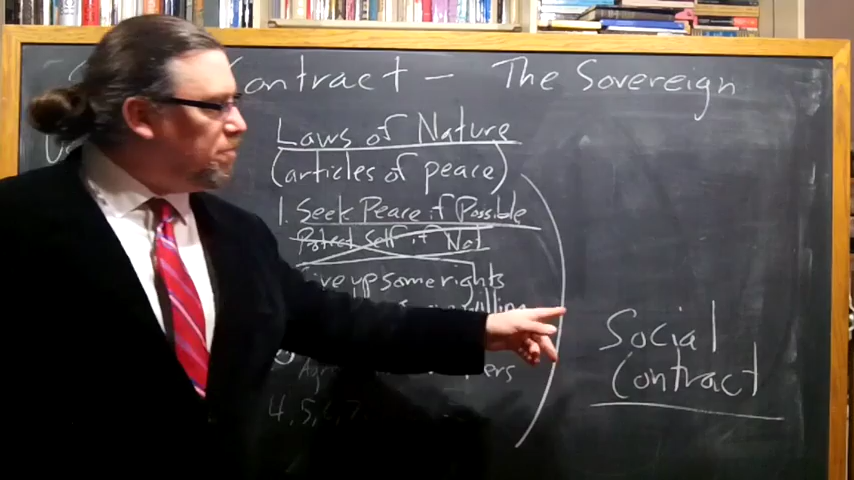 Contract - The Sovereign
Laws of Nature
(articles of peace)
1. Seek Peace if Possible
Protect Self if Not
Give up some rights
Social
Contract
4, 5, 6, 7